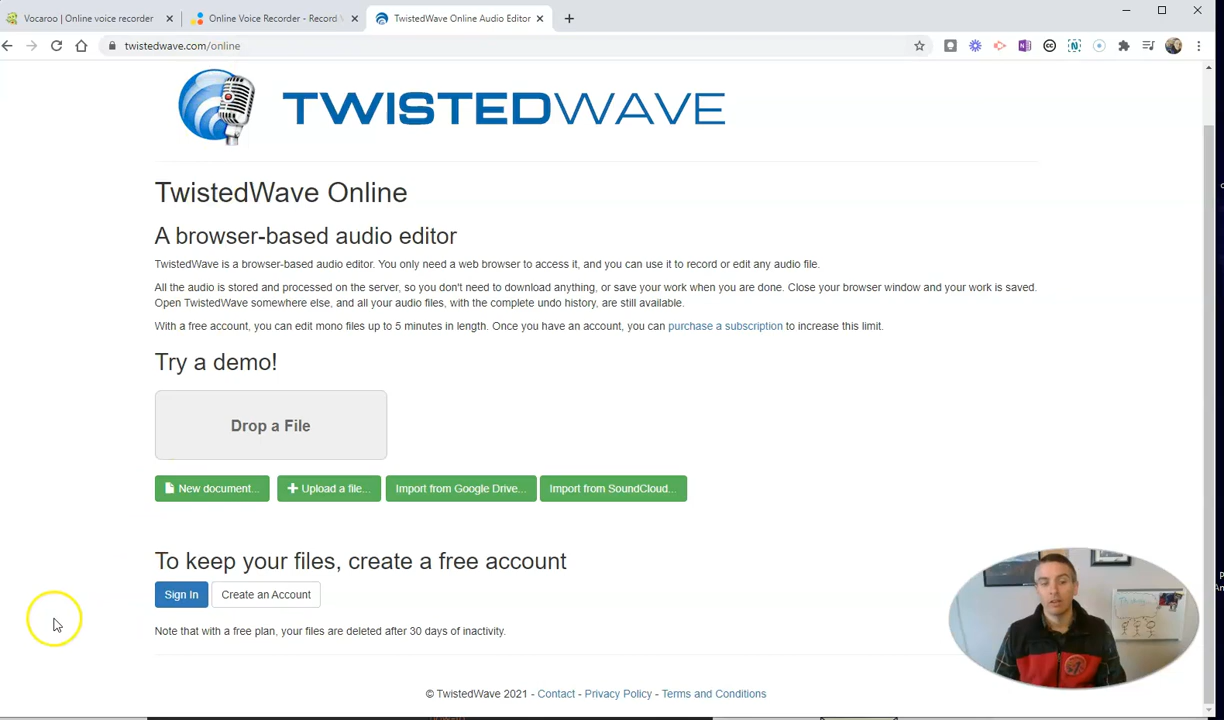 Vocaroo | Online voice recorder
Online Voice Recorder - Record
TwistedWave Online Audio Editor
twistedwave.com/online
TWISTEDWAVE
TwistedWave Online
A browser-based audio editor
TwistedWave is a browser-based audio editor. You only need a web browser to access it, and you can use it to record or edit any audio file.
All the audio is stored and processed on the server, so you don't need to download anything, or save your work when you are done. Close your browser window and your work is saved.
Open TwistedWave somewhere else, and all your audio files, with the complete undo history, are still available.
With a free account, you can edit mono files up to 5 minutes in length. Once you have an account, you can purchase a subscription to increase this limit.
Try a demo!
Drop a File
New document...
Upload a file...
Import from Google Drive...
Import from SoundCloud...
To keep your files, create a free account
Sign In
Create an Account
Note that with a free plan, your files are deleted after 30 days of inactivity.
© TwistedWave 2021 - Contact - Privacy Policy - Terms and Conditions